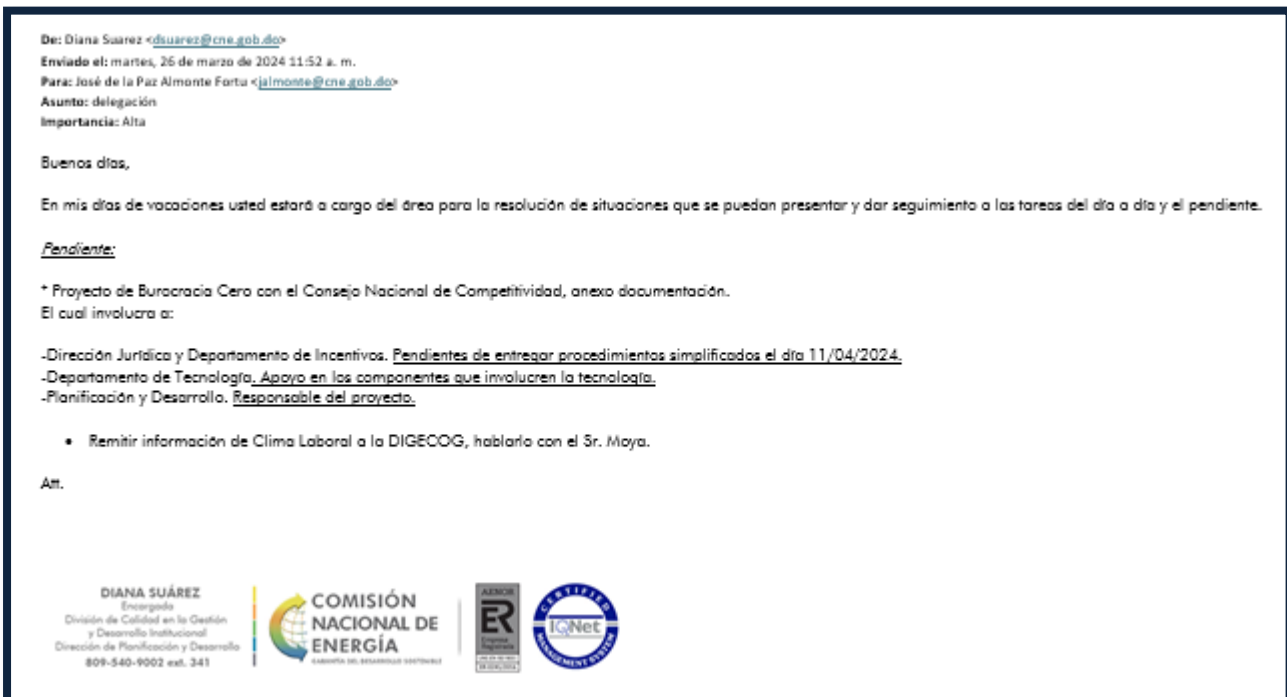 De: Diana Suarez <dsuarez@cne.gob.do>
Enviado el: martes, 26 de marzo de 2024 11:52 a. m.
Para: José de la Paz Almonte Fortu <jalmonte@cne.gob.do>
Asunto: delegación
Importancia: Alta
Buenos días,
En mis días de vacaciones usted estará a cargo del área para la resolución de situaciones que se puedan presentar y dar seguimiento a las tareas del día a día y el pendiente.
Pendiente:
* Proyecto de Burocracia Cero con el Consejo Nacional de Competitividad, anexo documentación.
El cual involucra a:
-Dirección Jurídica y Departamento de Incentivos. Pendientes de entregar procedimientos simplificados el día 11/04/2024.
-Departamento de Tecnología. Apoyo en los componentes que involucren la tecnología.
-Planificación y Desarrollo. Responsable del proyecto.
• Remitir información de Clima Laboral a la DIGECOG, hablarlo con el Sr. Moya.
Att.
DIANA SUÁREZ
Encargada
División de Calidad en la Gestión
y Desarrollo Institucional
Dirección de Planificación y Desarrollo
809-540-9002 ext. 341
COMISIÓN
NACIONAL DE
ENERGÍA
GARANTÍA DEL DESARROLLO SOSTENIBLE
AENOR
ER
Empresa
Registrada
CERTIFIED
IQNet
MANAGEMENT SYSTEM